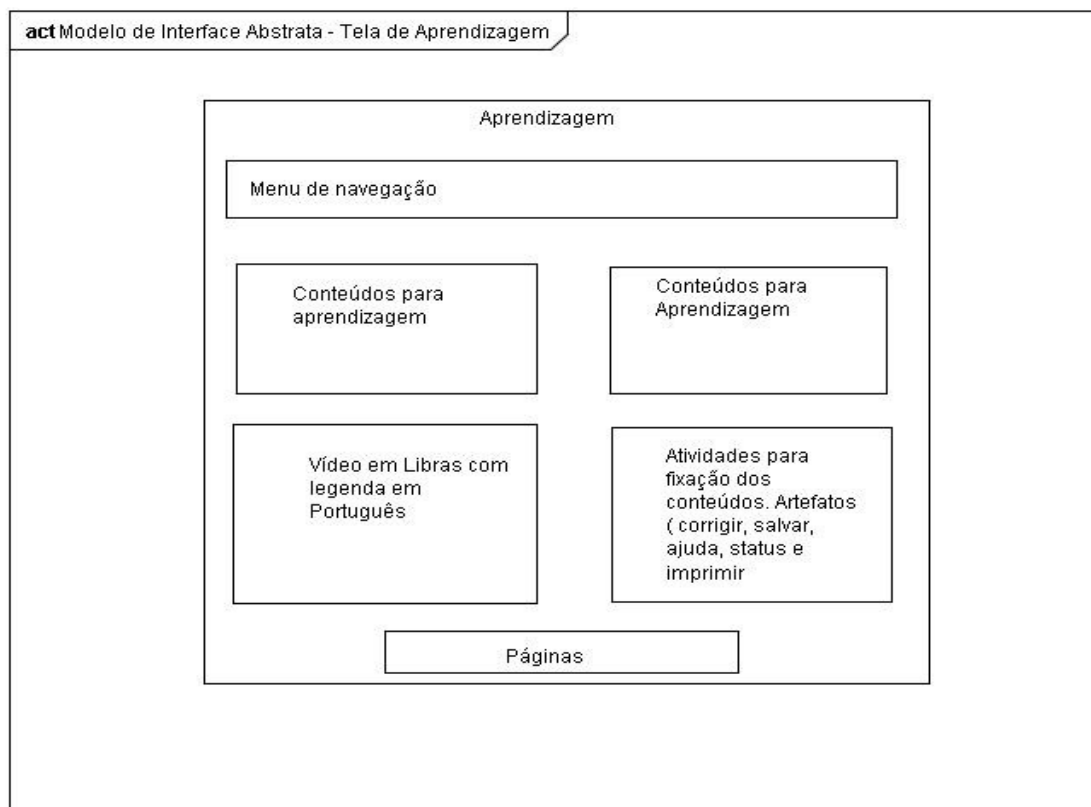 act Modelo de Interface Abstrata - Tela de Aprendizagem
Aprendizagem
Menu de navegação
Conteúdos para
aprendizagem
Conteúdos para
Aprendizagem
Vídeo em Libras com
legenda em
Português
Atividades para
fixação dos
conteúdos. Artefatos
( corrigir, salvar,
ajuda, status e
imprimir
Páginas